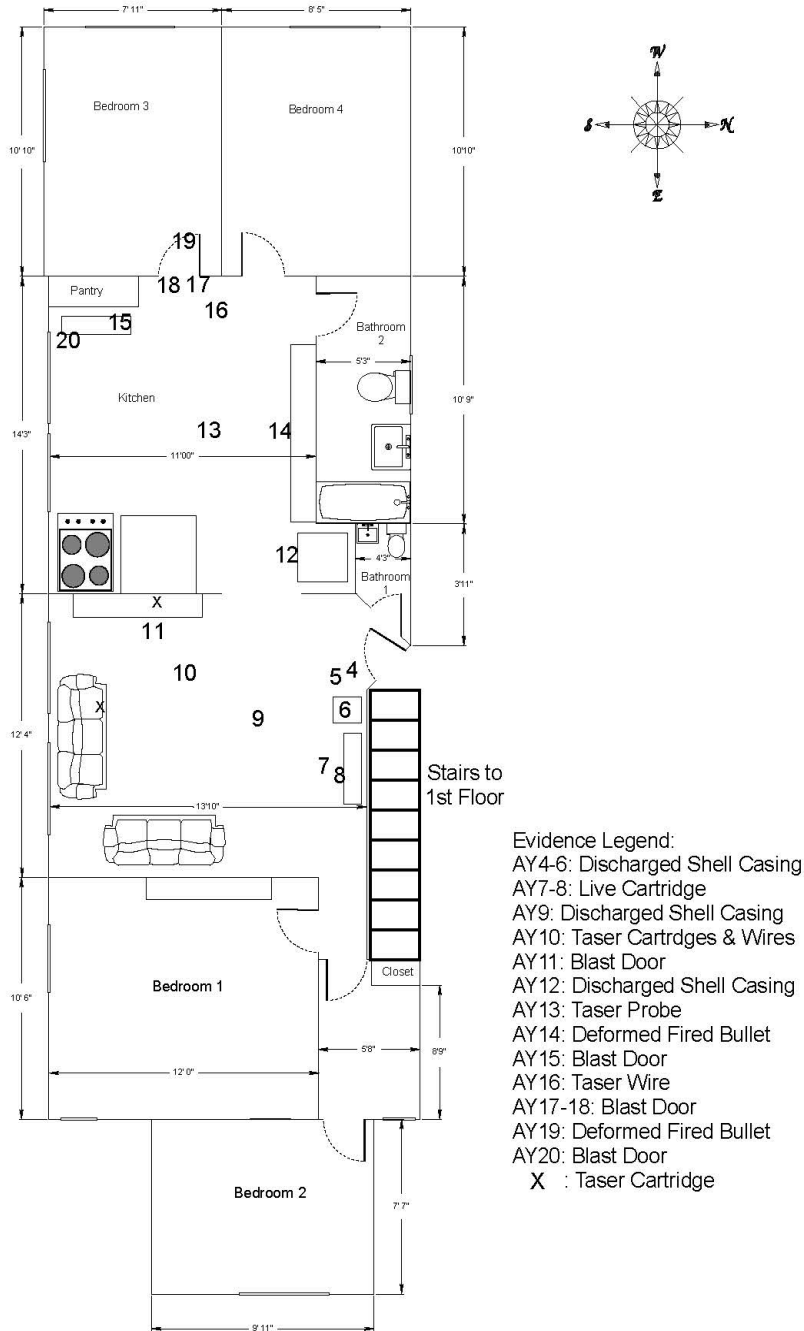 7' 11"
8' 5"
W
S
N
E
Bedroom 3
Bedroom 4
10' 10"
10'10"
19
18 17
16
Pantry
15
20
Bathroom
2
5'3"
Kitchen
10' 9"
14'3"
13
14
11'00"
12
4'3"
Bathroom
1
3'11"
X
11
10
5 4
X
6
9
12' 4"
7 8
Stairs to
1st Floor
13'10"
Evidence Legend:
AY4-6: Discharged Shell Casing
AY7-8: Live Cartridge
AY9: Discharged Shell Casing
AY10: Taser Cartrdges & Wires
AY11: Blast Door
AY12: Discharged Shell Casing
AY13: Taser Probe
AY14: Deformed Fired Bullet
AY15: Blast Door
AY16: Taser Wire
AY17-18: Blast Door
AY19: Deformed Fired Bullet
AY20: Blast Door
X : Taser Cartridge
Closet
Bedroom 1
10' 6"
5'8"
8'9"
12' 0"
Bedroom 2
7' 7"
9' 11"